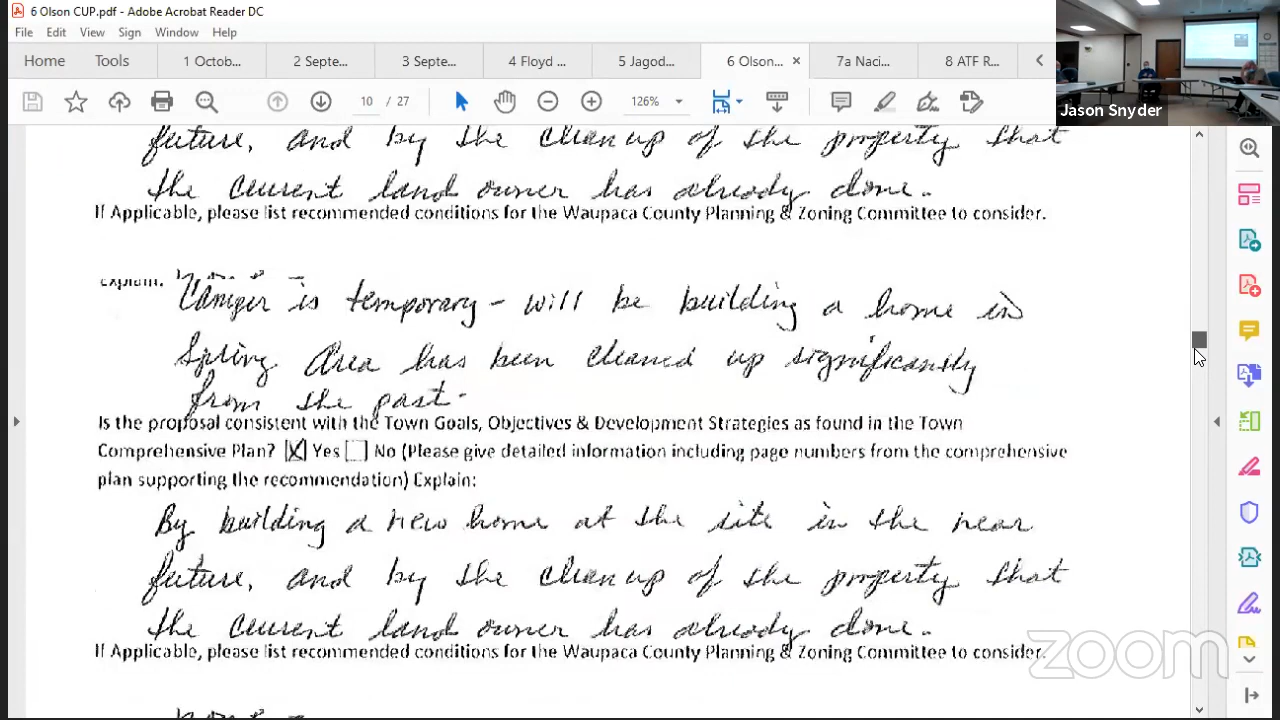 6 Olson CUP.pdf - Adobe Acrobat Reader DC
File Edit View Sign Window Help
Home Tools 1 Octob... 2 Septe... 3 Septe... 4 Floyd ... 5 Jagod... 6 Olson... 7a Naci... 8 ATF R...
10 / 27 126%
Jason Snyder
future, and by the clean up of the property that
the current land owner has already done.
If Applicable, please list recommended conditions for the Waupaca County Planning & Zoning Committee to consider.
Explain:
Camper is temporary - will be building a home in
Spring Area has been cleaned up significantly
from the past.
Is the proposal consistent with the Town Goals, Objectives & Development Strategies as found in the Town
Comprehensive Plan? X Yes No (Please give detailed information including page numbers from the comprehensive
plan supporting the recommendation) Explain:
By building a new home at the site in the near
future, and by the clean up of the property that
the current land owner has already done.
If Applicable, please list recommended conditions for the Waupaca County Planning & Zoning Committee to consider.
zoom